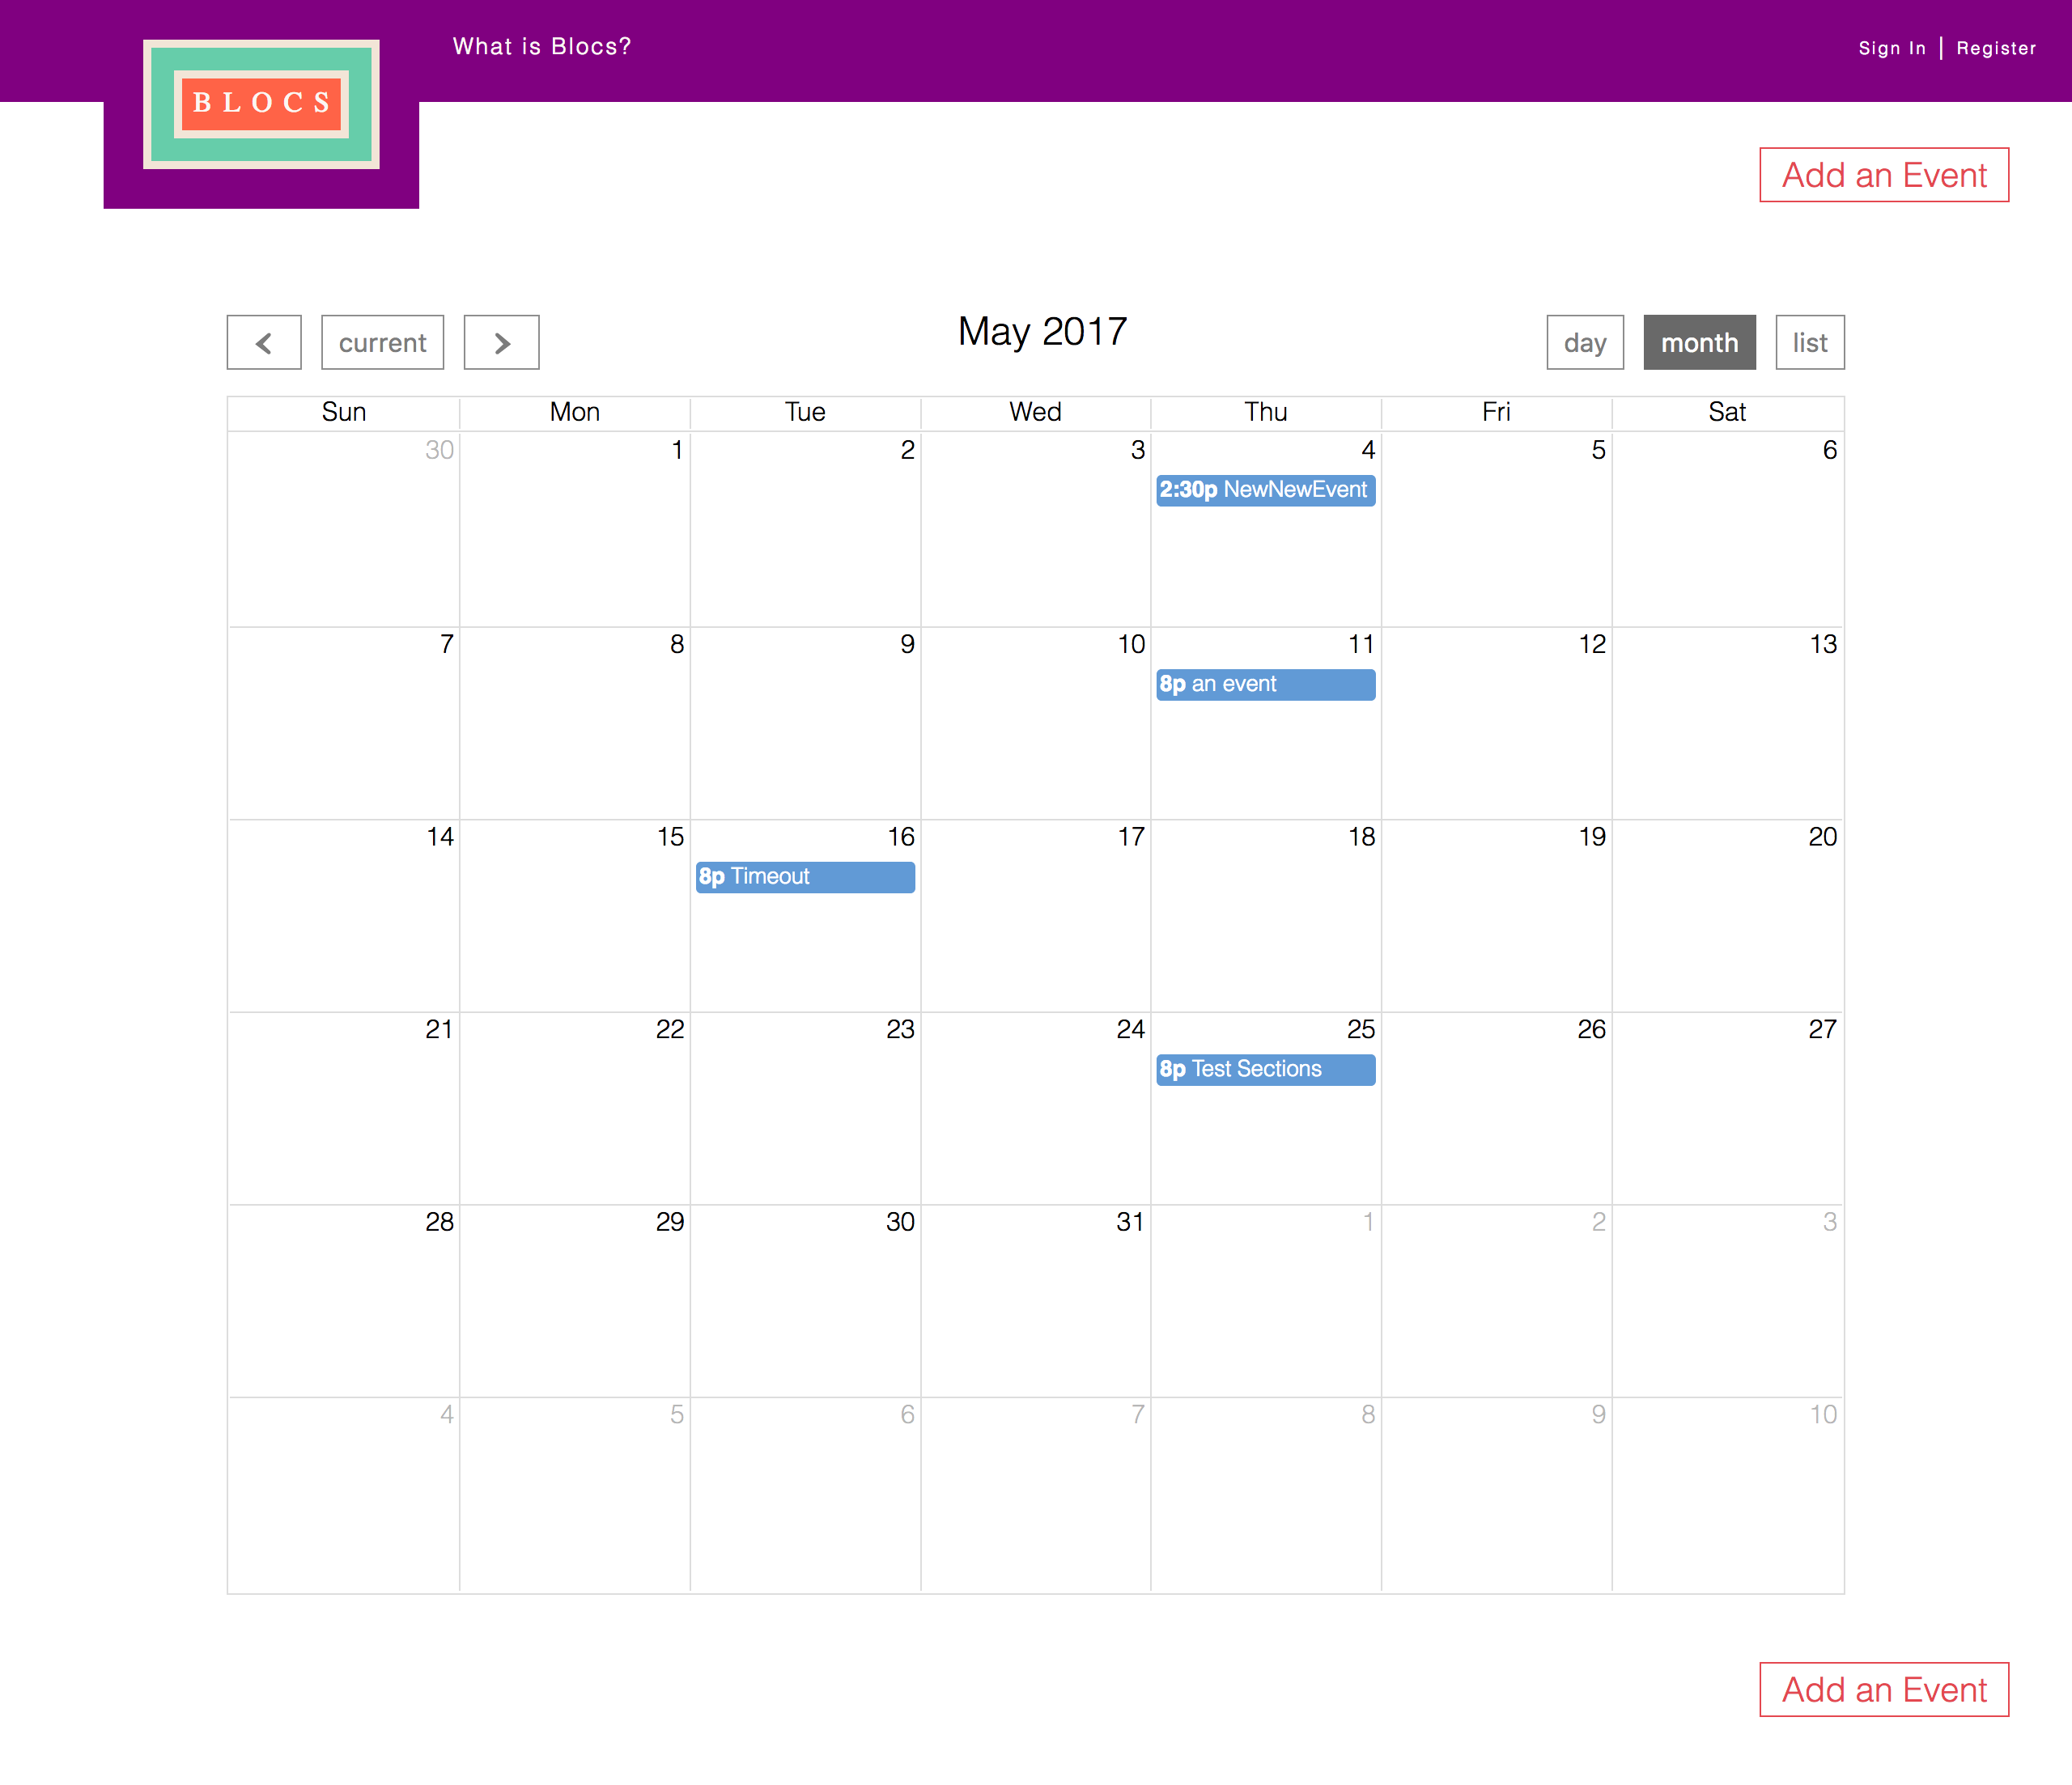 What is Blocs?
Sign In | Register
BLOCS
Add an Event
< current > May 2017 day month list
Sun Mon Tue Wed Thu Fri Sat
30 1 2 3 4 5 6
2:30p NewNewEvent
7 8 9 10 11 12 13
8p an event
14 15 16 17 18 19 20
8p Timeout
21 22 23 24 25 26 27
8p Test Sections
28 29 30 31 1 2 3
4 5 6 7 8 9 10
Add an Event